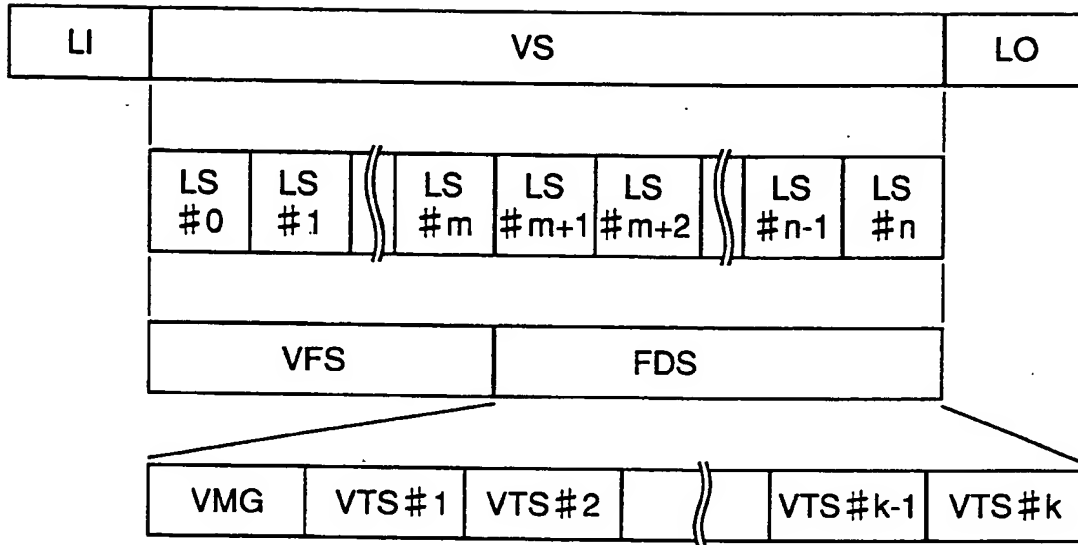 LI VS LO
LS LS LS LS LS LS LS
#0 #1 #m #m+1 #m+2 #n-1 #n
VFS FDS
VMG VTS#1 VTS#2 VTS#k-1 VTS#k